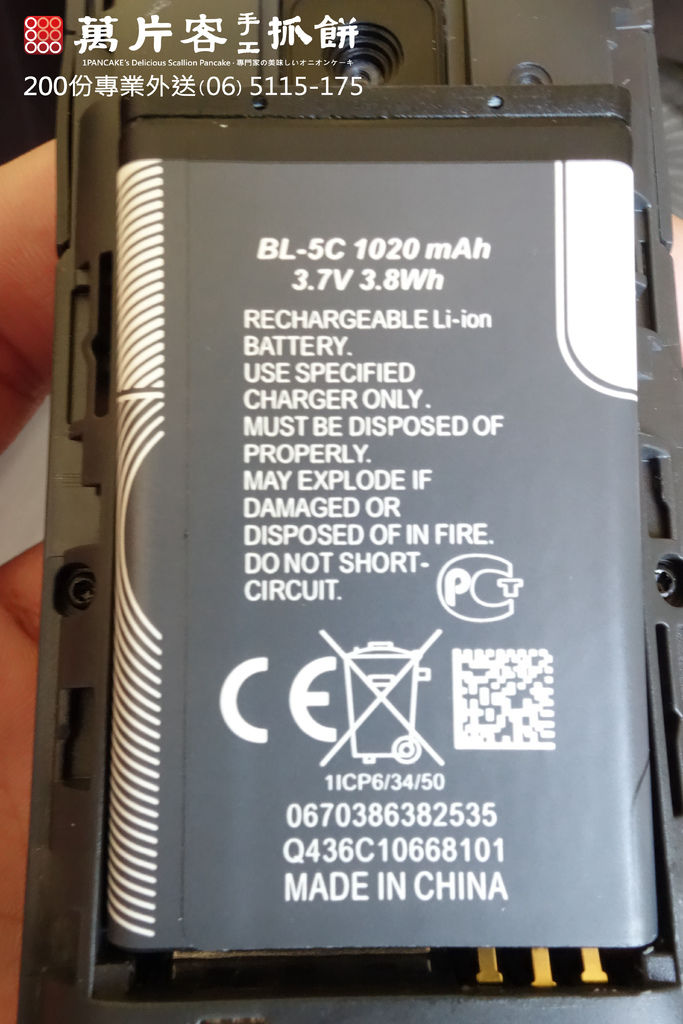 萬片客手工抓餅
1PANCAKE's Delicious Scallion Pancake · 専門家の美味しいオニオンケーキ
200份專業外送(06) 5115-175
BL-5C 1020 mAh
3.7V 3.8Wh
RECHARGEABLE Li-ion
BATTERY.
USE SPECIFIED
CHARGER ONLY.
MUST BE DISPOSED OF
PROPERLY.
MAY EXPLODE IF
DAMAGED OR
DISPOSED OF IN FIRE.
DO NOT SHORT-
CIRCUIT.
PCT
CE
1ICP6/34/50
0670386382535
Q436C10668101
MADE IN CHINA